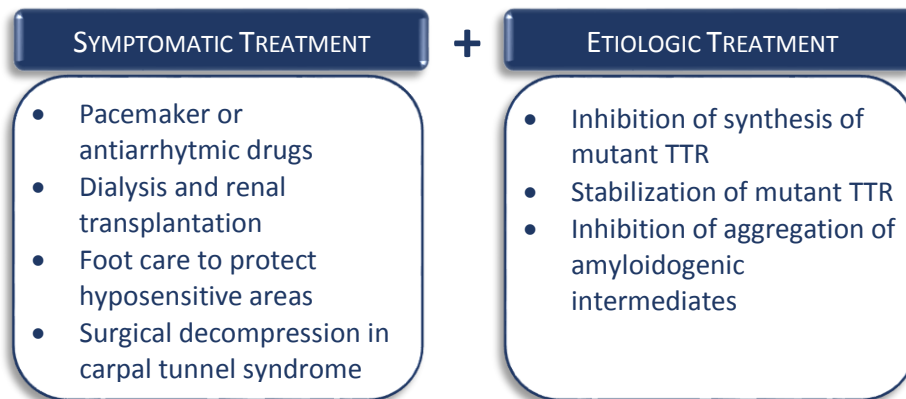 SYMPTOMATIC TREATMENT
• Pacemaker or
antiarrhytmic drugs
• Dialysis and renal
transplantation
• Foot care to protect
hyposensitive areas
• Surgical decompression in
carpal tunnel syndrome
+
ETIOLOGIC TREATMENT
• Inhibition of synthesis of
mutant TTR
• Stabilization of mutant TTR
• Inhibition of aggregation of
amyloidogenic
intermediates